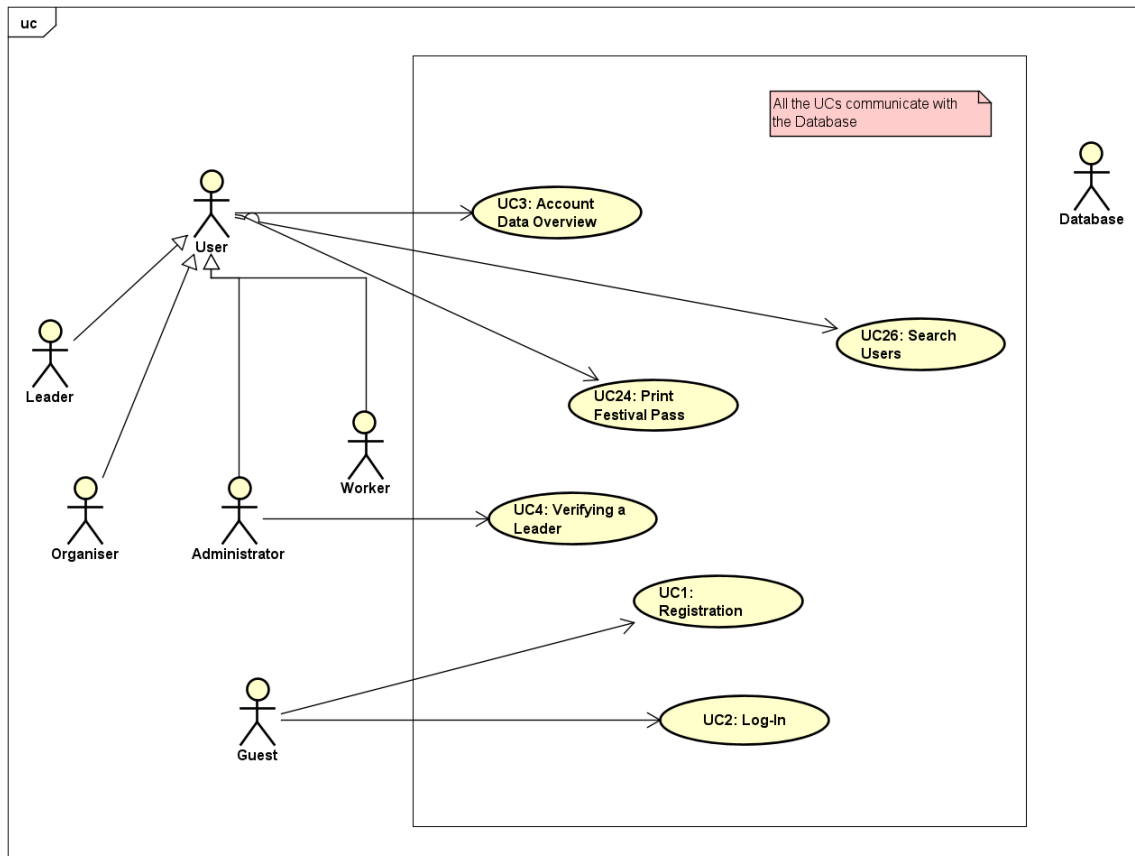 uc
All the UCs communicate with
the Database
Database
User
UC3: Account
Data Overview
UC26: Search
Users
Leader
UC24: Print
Festival Pass
Worker
Organiser
Administrator
UC4: Verifying a
Leader
UC1:
Registration
Guest
UC2: Log-In